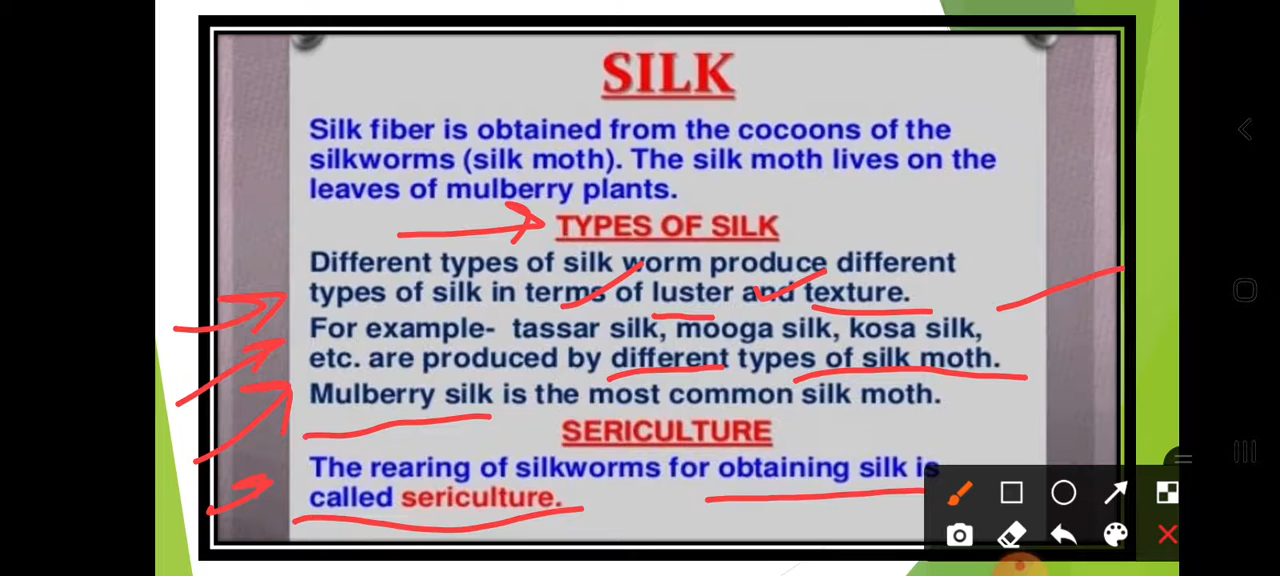 SILK
Silk fiber is obtained from the cocoons of the
silkworms (silk moth). The silk moth lives on the
leaves of mulberry plants.
TYPES OF SILK
Different types of silk worm produce different
types of silk in terms of luster and texture.
For example- tassar silk, mooga silk, kosa silk,
etc. are produced by different types of silk moth.
Mulberry silk is the most common silk moth.
SERICULTURE
The rearing of silkworms for obtaining silk is
called sericulture.